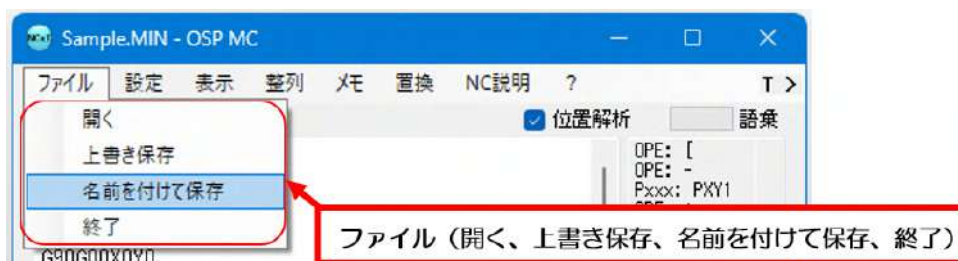 Sample.MIN - OSP MC
ファイル 設定 表示 整列 メモ 置換 NC説明 ? T >
開く
位置解析 語彙
上書き保存
OPE: [
OPE: -
名前を付けて保存
Pxxx: PXY1
終了
ファイル（開く、上書き保存、名前を付けて保存、終了）
G90G00X0Y0